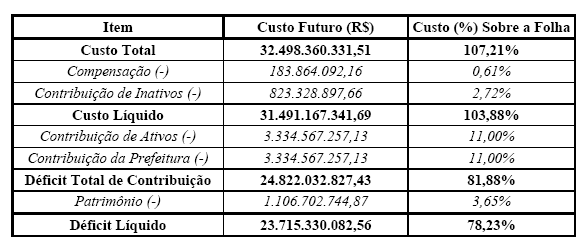 Item Custo Futuro (R$) Custo (%) Sobre a Folha
Custo Total 32.498.360.331,51 107,21%
Compensação (-) 183.864.092,16 0,61%
Contribuição de Inativos (-) 823.328.897,66 2,72%
Custo Líquido 31.491.167.341,69 103,88%
Contribuição de Ativos (-) 3.334.567.257,13 11,00%
Contribuição da Prefeitura (-) 3.334.567.257,13 11,00%
Déficit Total de Contribuição 24.822.032.827,43 81,88%
Patrimônio (-) 1.106.702.744,87 3,65%
Déficit Líquido 23.715.330.082,56 78,23%